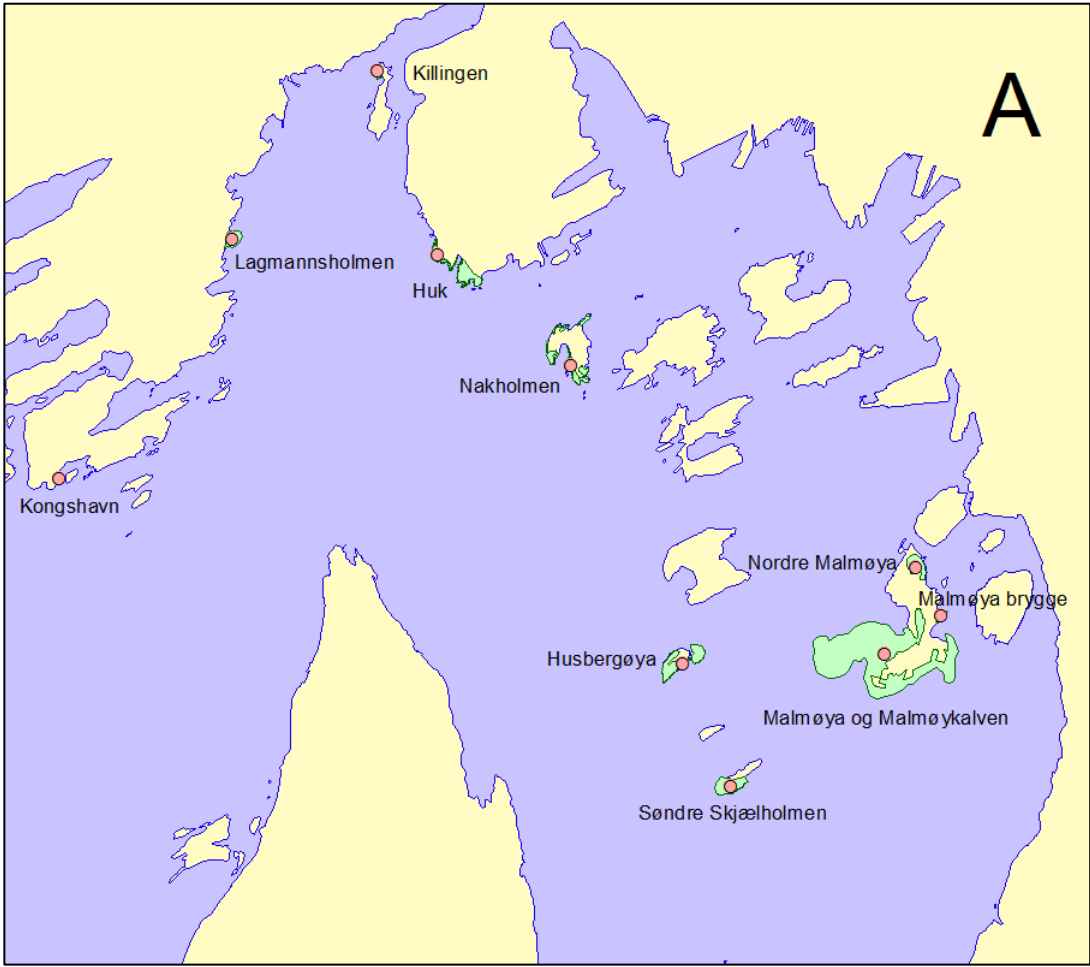 Killingen
A
Lagmannsholmen
Huk
Nakholmen
Kongshavn
Nordre Malmøya
Malmøya brygge
Husbergøya
Malmøya og Malmøykalven
Søndre Skjælholmen